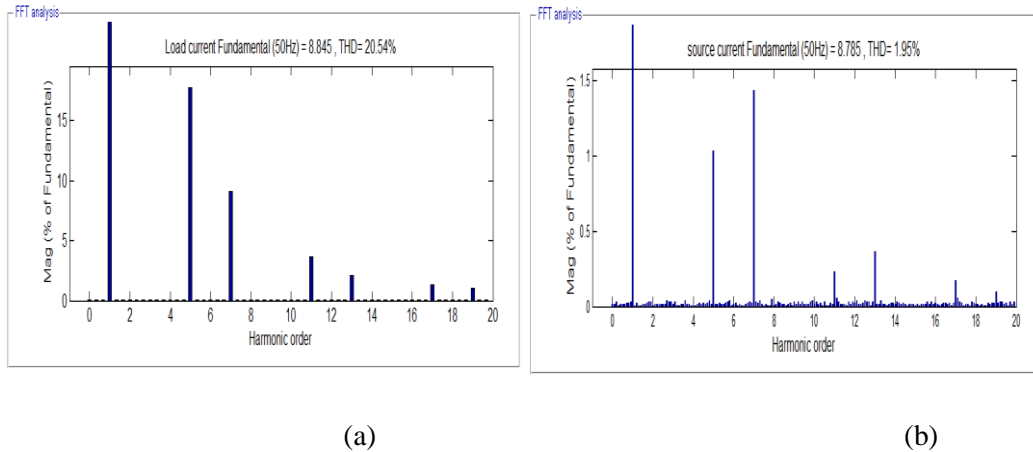 FFT analysis
Load current Fundamental (50Hz) = 8.845 , THD= 20.54%
Mag (% of Fundamental)
15
10
5
0
0 2 4 6 8 10 12 14 16 18 20
Harmonic order
(a)
FFT analysis
source current Fundamental (50Hz) = 8.785 , THD= 1.95%
Mag (% of Fundamental)
1.5
1
0.5
0
0 2 4 6 8 10 12 14 16 18 20
Harmonic order
(b)